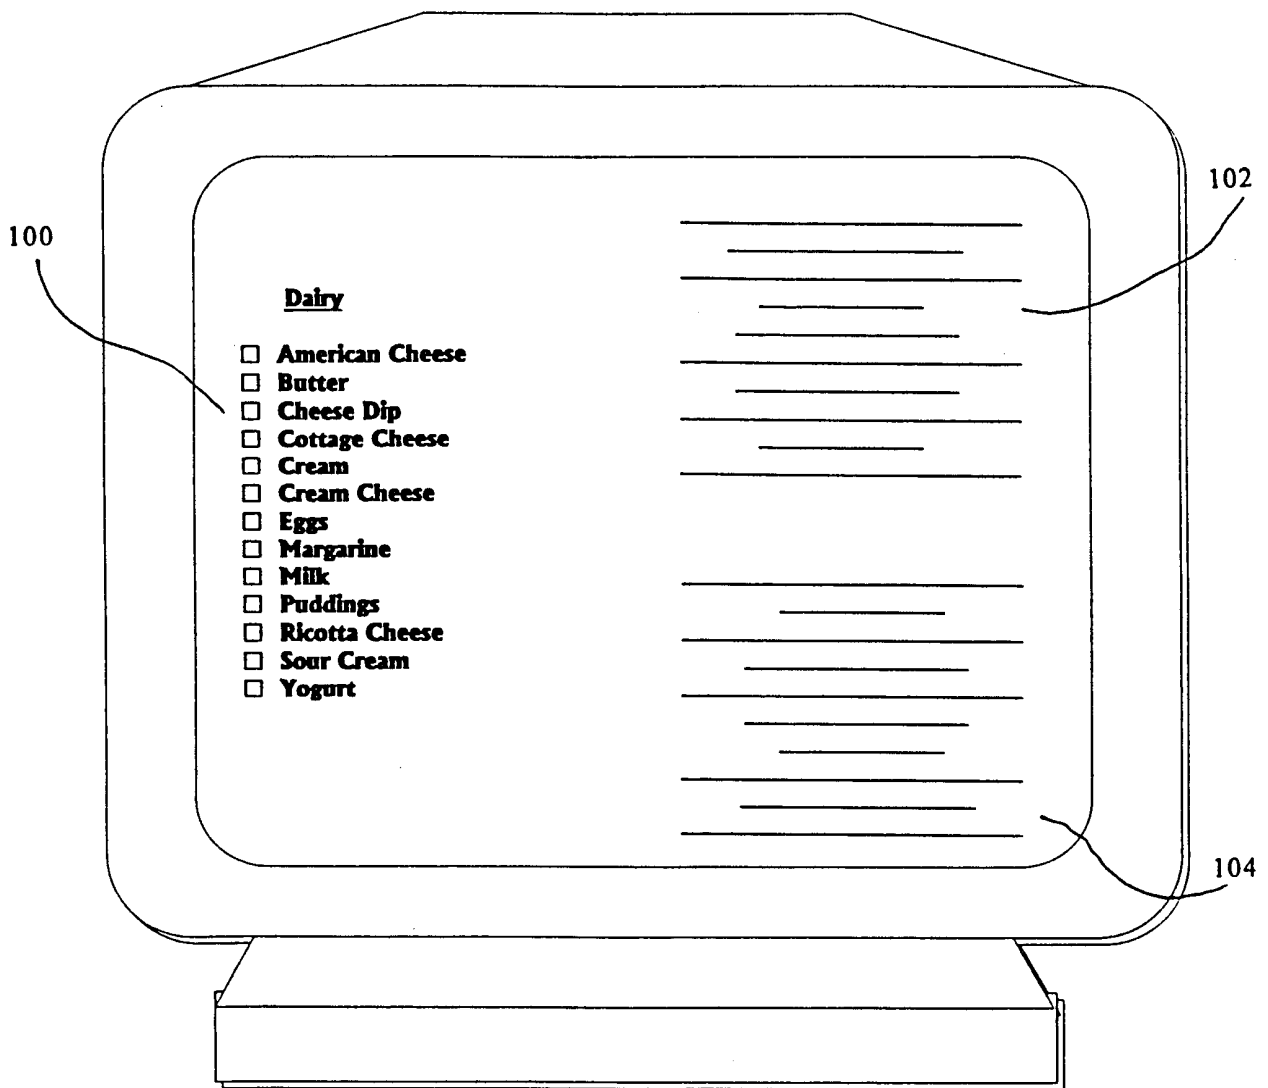 102
100
Dairy
☐ American Cheese
☐ Butter
☐ Cheese Dip
☐ Cottage Cheese
☐ Cream
☐ Cream Cheese
☐ Eggs
☐ Margarine
☐ Milk
☐ Puddings
☐ Ricotta Cheese
☐ Sour Cream
☐ Yogurt
104